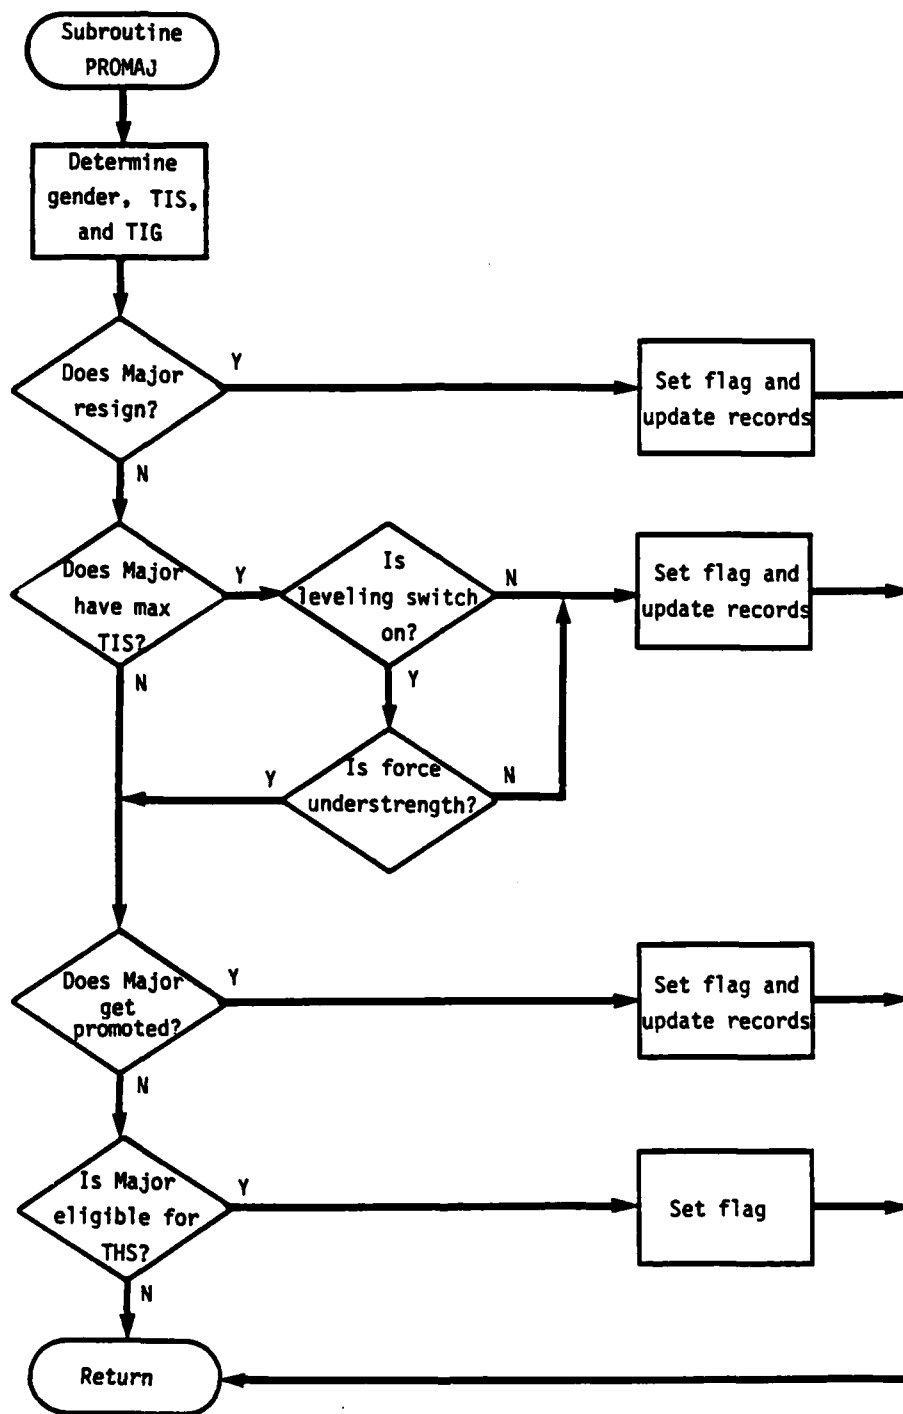 Subroutine
PROMAJ
Determine
gender, TIS,
and TIG
Does Major
resign?
Y
N
Set flag and
update records
Does Major
have max
TIS?
Y
N
Is
leveling switch
on?
N
Y
Set flag and
update records
Is force
understrength?
Y
N
Does Major
get
promoted?
Y
N
Set flag and
update records
Is Major
eligible for
THS?
Y
N
Set flag
Return